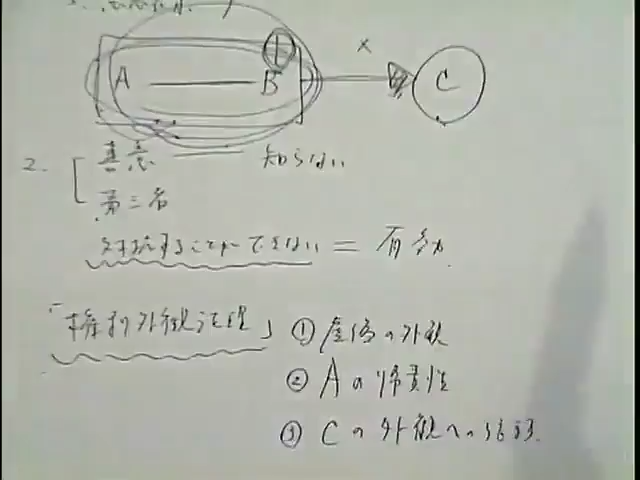 A B × C
2. 善意 知らない
第三者
対抗することができない = 有効.
「権利外観法理」 ① 虚偽の外観
② Aの帰責性
③ Cの外観への信頼